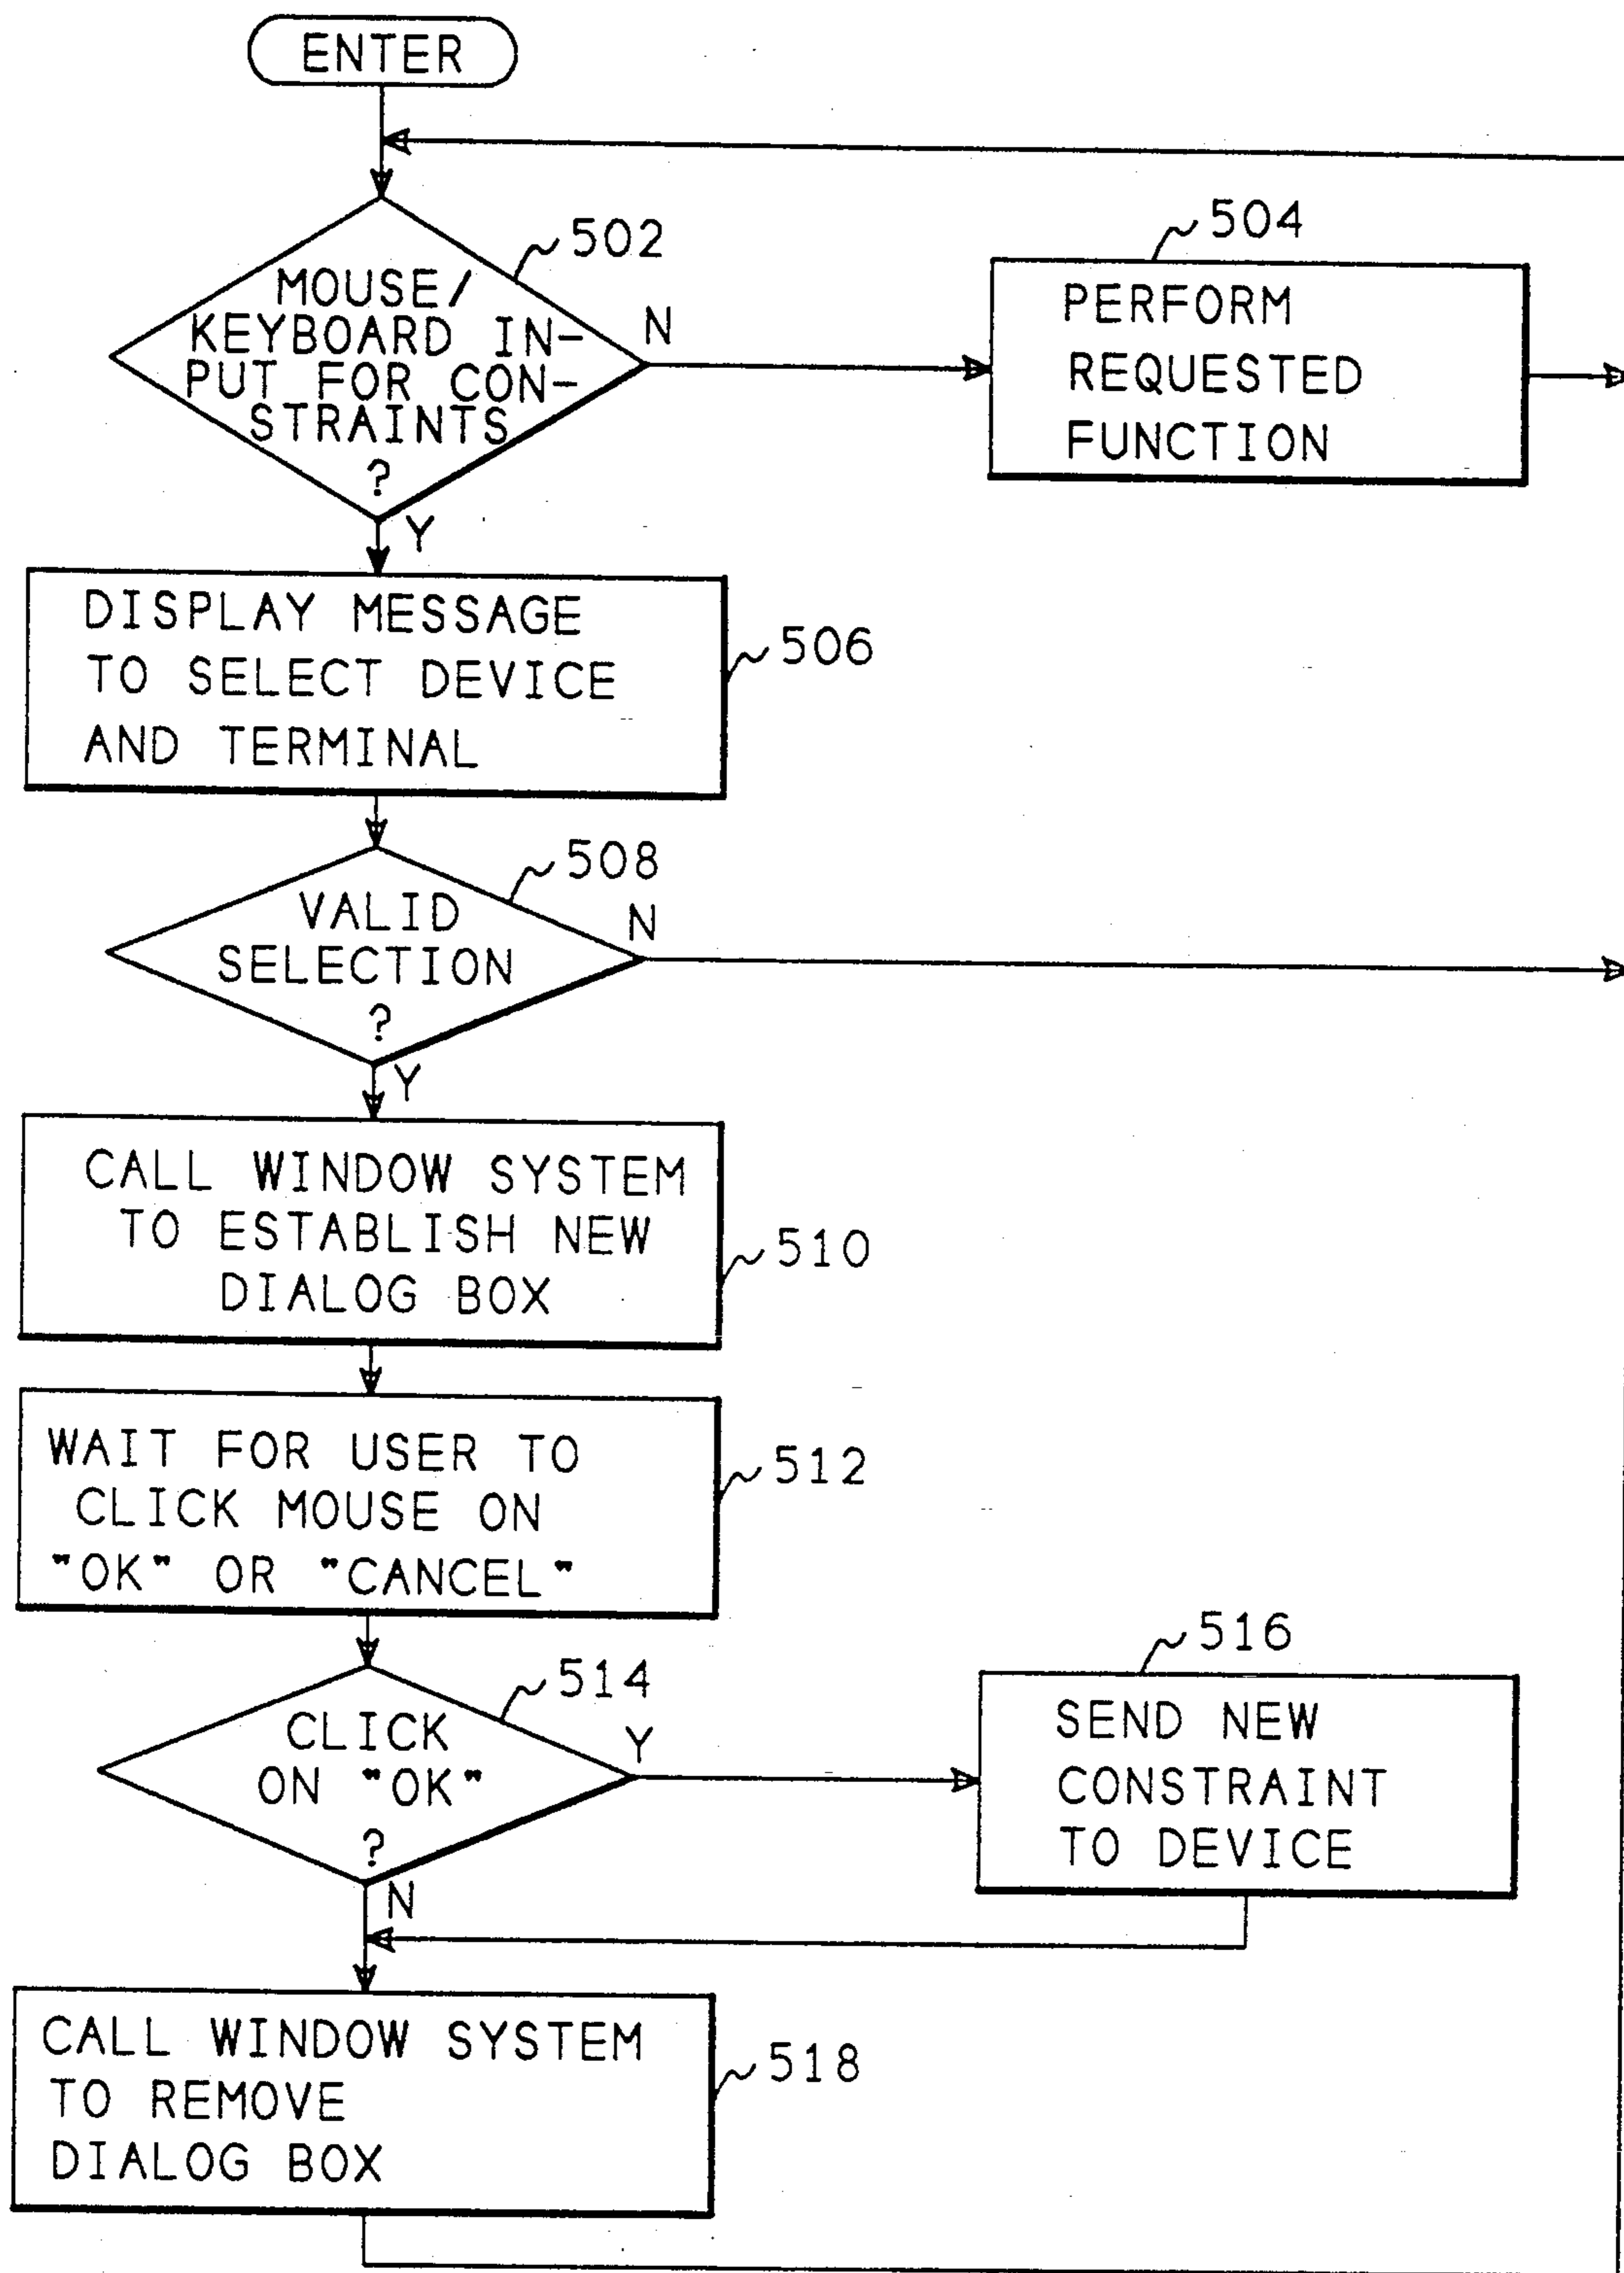 ENTER
502
MOUSE/
KEYBOARD IN-
PUT FOR CON-
STRAINTS
?
N
Y
504
PERFORM
REQUESTED
FUNCTION
DISPLAY MESSAGE
TO SELECT DEVICE
AND TERMINAL
506
508
VALID
SELECTION
?
N
Y
CALL WINDOW SYSTEM
TO ESTABLISH NEW
DIALOG BOX
510
WAIT FOR USER TO
CLICK MOUSE ON
"OK" OR "CANCEL"
512
514
CLICK
ON "OK"
?
Y
N
516
SEND NEW
CONSTRAINT
TO DEVICE
CALL WINDOW SYSTEM
TO REMOVE
DIALOG BOX
518